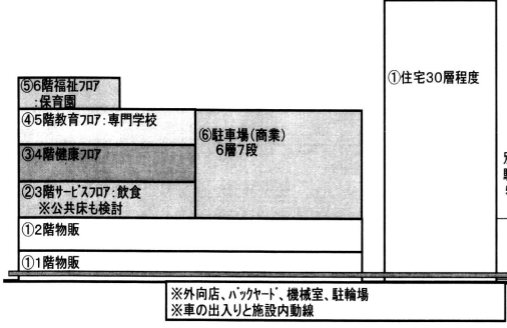 ⑤6階福祉ﾌﾛｱ
:保育園
④5階教育ﾌﾛｱ:専門学校
③4階健康ﾌﾛｱ
②3階ｻｰﾋﾞｽﾌﾛｱ:飲食
※公共床も検討
①2階物販
①1階物販
⑥駐車場(商業)
6層7段
①住宅30層程度
※外向店、ﾊﾞｯｸﾔｰﾄﾞ、機械室、駐輪場
※車の出入りと施設内動線